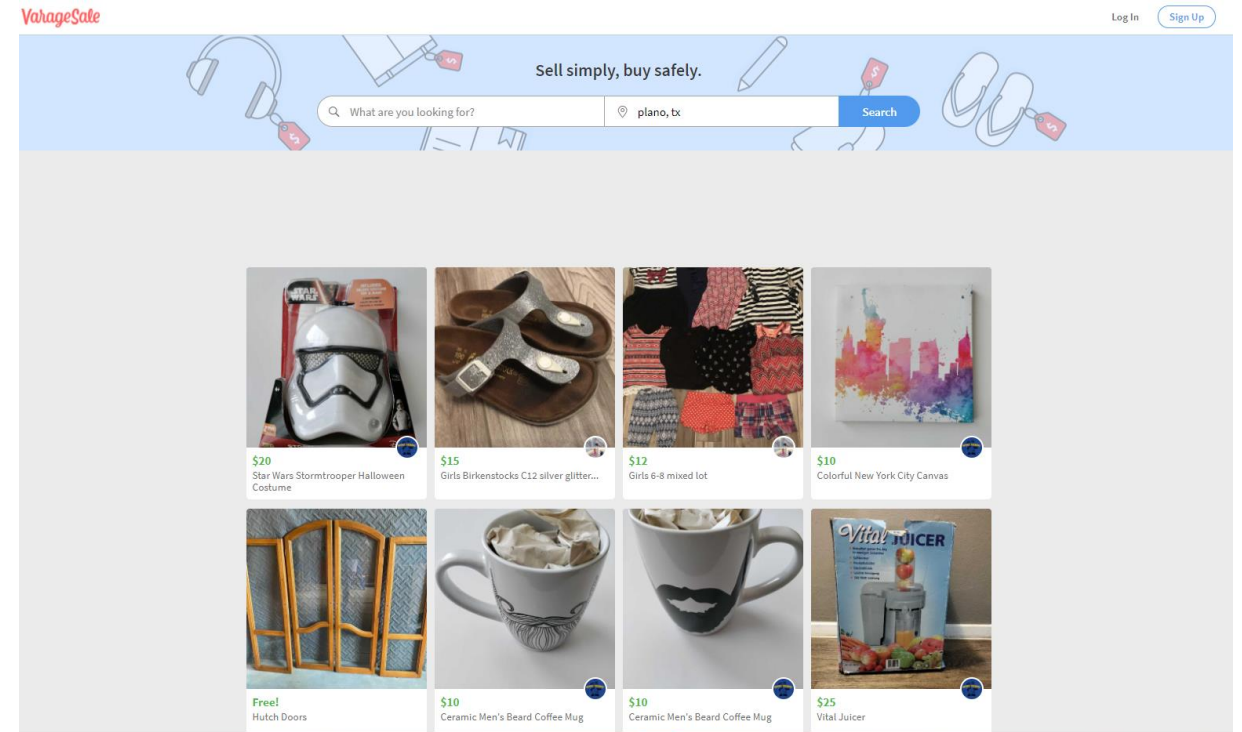 VarageSale
Log In
Sign Up
Sell simply, buy safely.
What are you looking for?
plano, tx
Search
STAR WARS
$20
Star Wars Stormtrooper Halloween
Costume
$15
Girls Birkenstocks C12 silver glitter...
$12
Girls 6-8 mixed lot
$10
Colorful New York City Canvas
Vital JUICER
Free!
Hutch Doors
$10
Ceramic Men's Beard Coffee Mug
$10
Ceramic Men's Beard Coffee Mug
$25
Vital Juicer